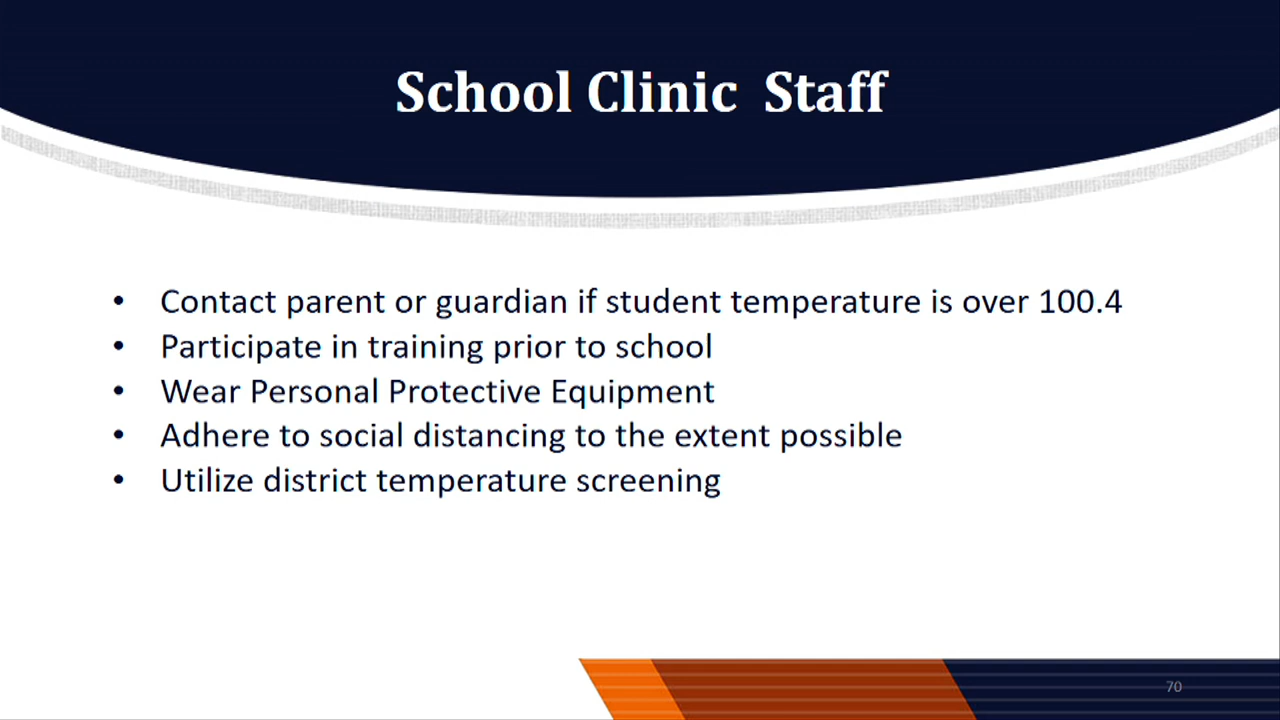 School Clinic Staff
• Contact parent or guardian if student temperature is over 100.4
• Participate in training prior to school
• Wear Personal Protective Equipment
• Adhere to social distancing to the extent possible
• Utilize district temperature screening
70